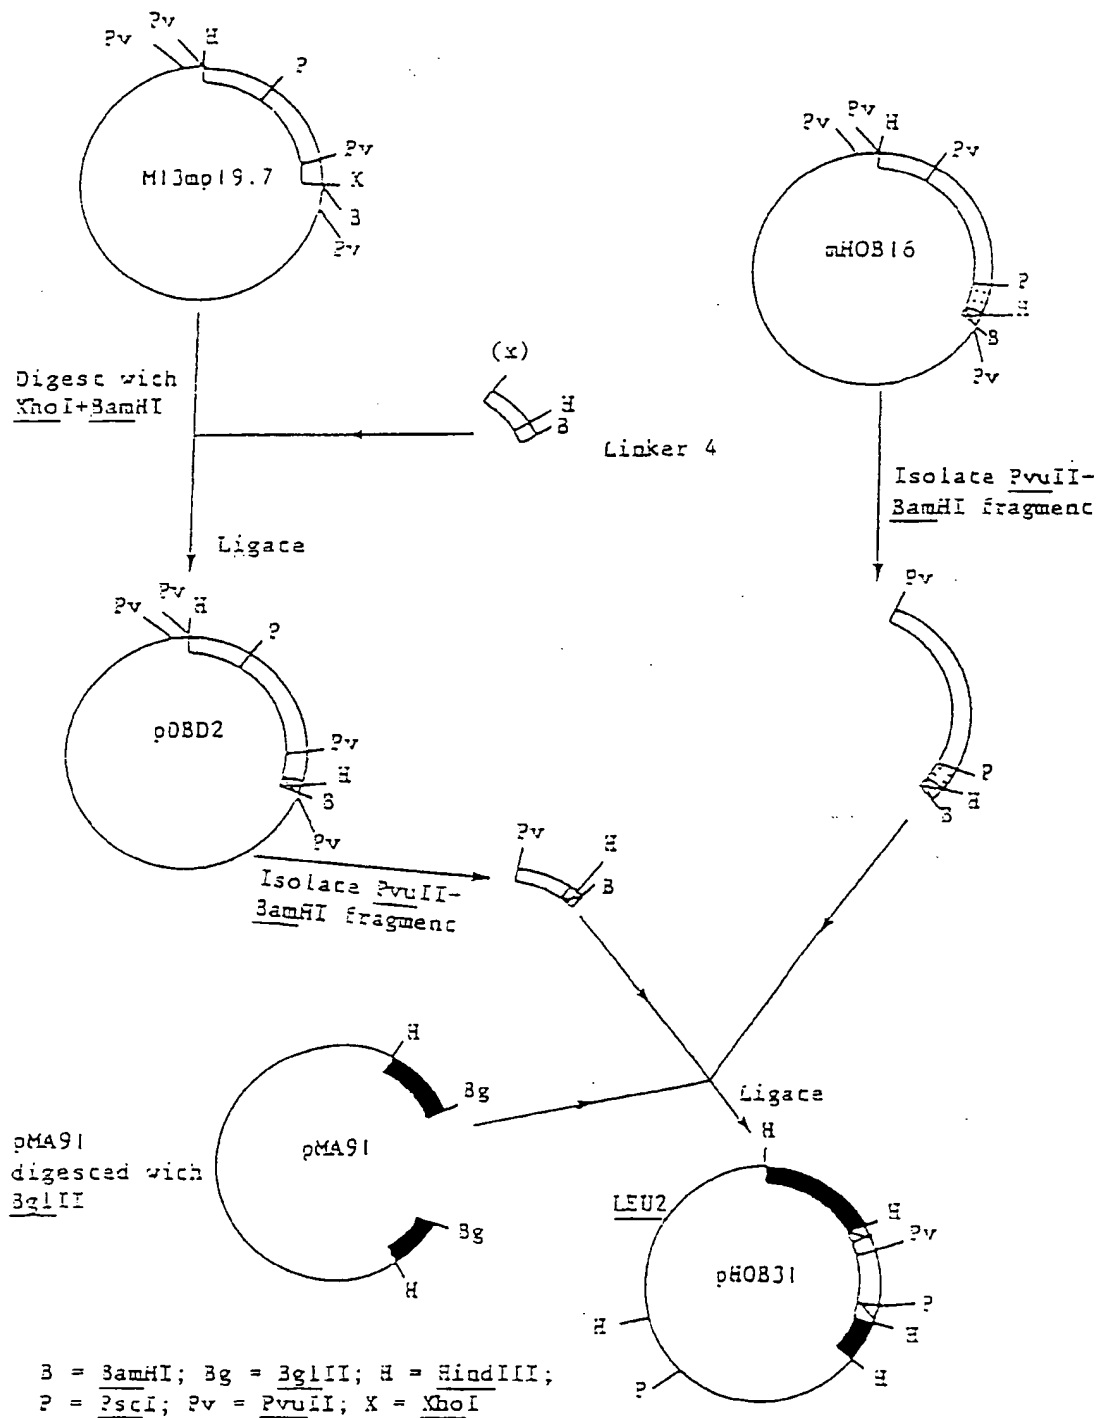 Pv
Pv
H
P
Pv
X
B
Pv
M13mp19.7
Pv
Pv
H
Pv
P
H
B
Pv
mHOB16
Digest with
XhoI+BamHI
(x)
H
B
Linker 4
Isolate PvuII-
BamHI fragment
Ligate
Pv
Pv
H
P
Pv
H
B
Pv
pDBD2
Pv
P
H
B
Isolate PvuII-
BamHI fragment
Pv
H
B
Ligate
pMA91
digested with
BglII
H
Bg
pMA91
Bg
H
LEU2
H
H
Pv
pHOB31
P
H
H
H
P
B = BamHI; Bg = BglII; H = HindIII;
P = PstI; Pv = PvuII; X = XhoI